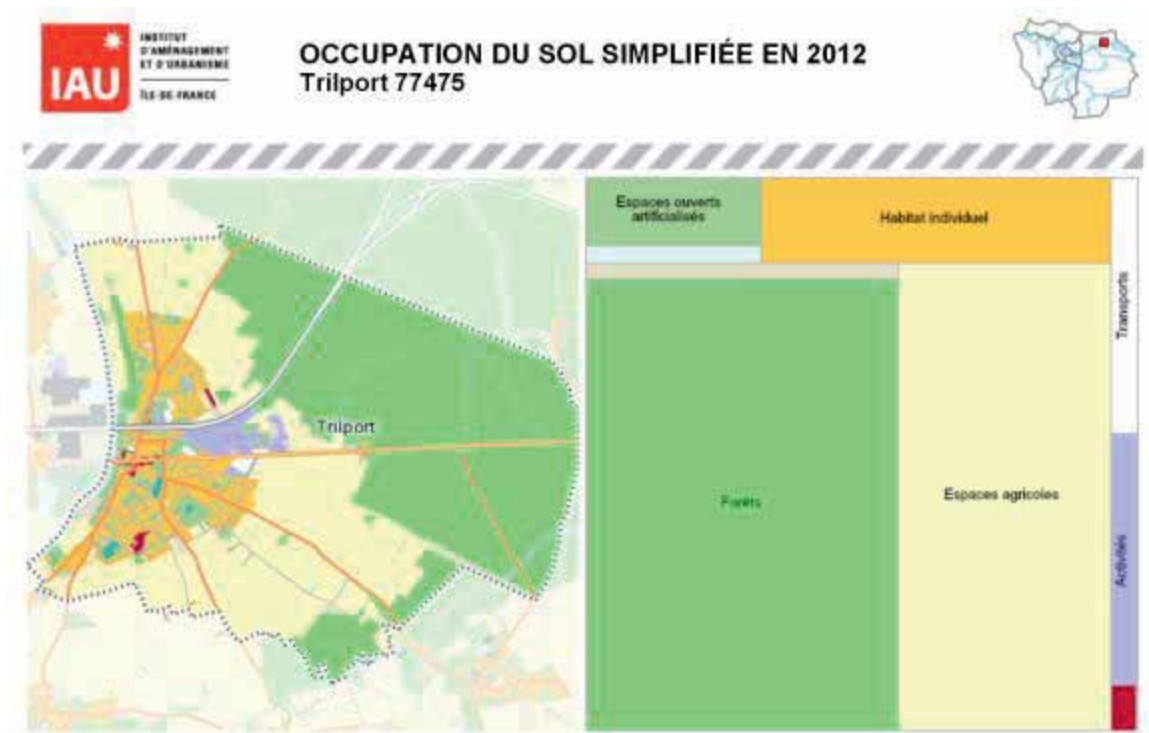 IAU
INSTITUT
D'AMÉNAGEMENT
ET D'URBANISME
ÎLE-DE-FRANCE
OCCUPATION DU SOL SIMPLIFIÉE EN 2012
Trilport 77475
Trilport
Espaces ouverts
artificialisés
Habitat individuel
Transports
Forêts
Espaces agricoles
Activités